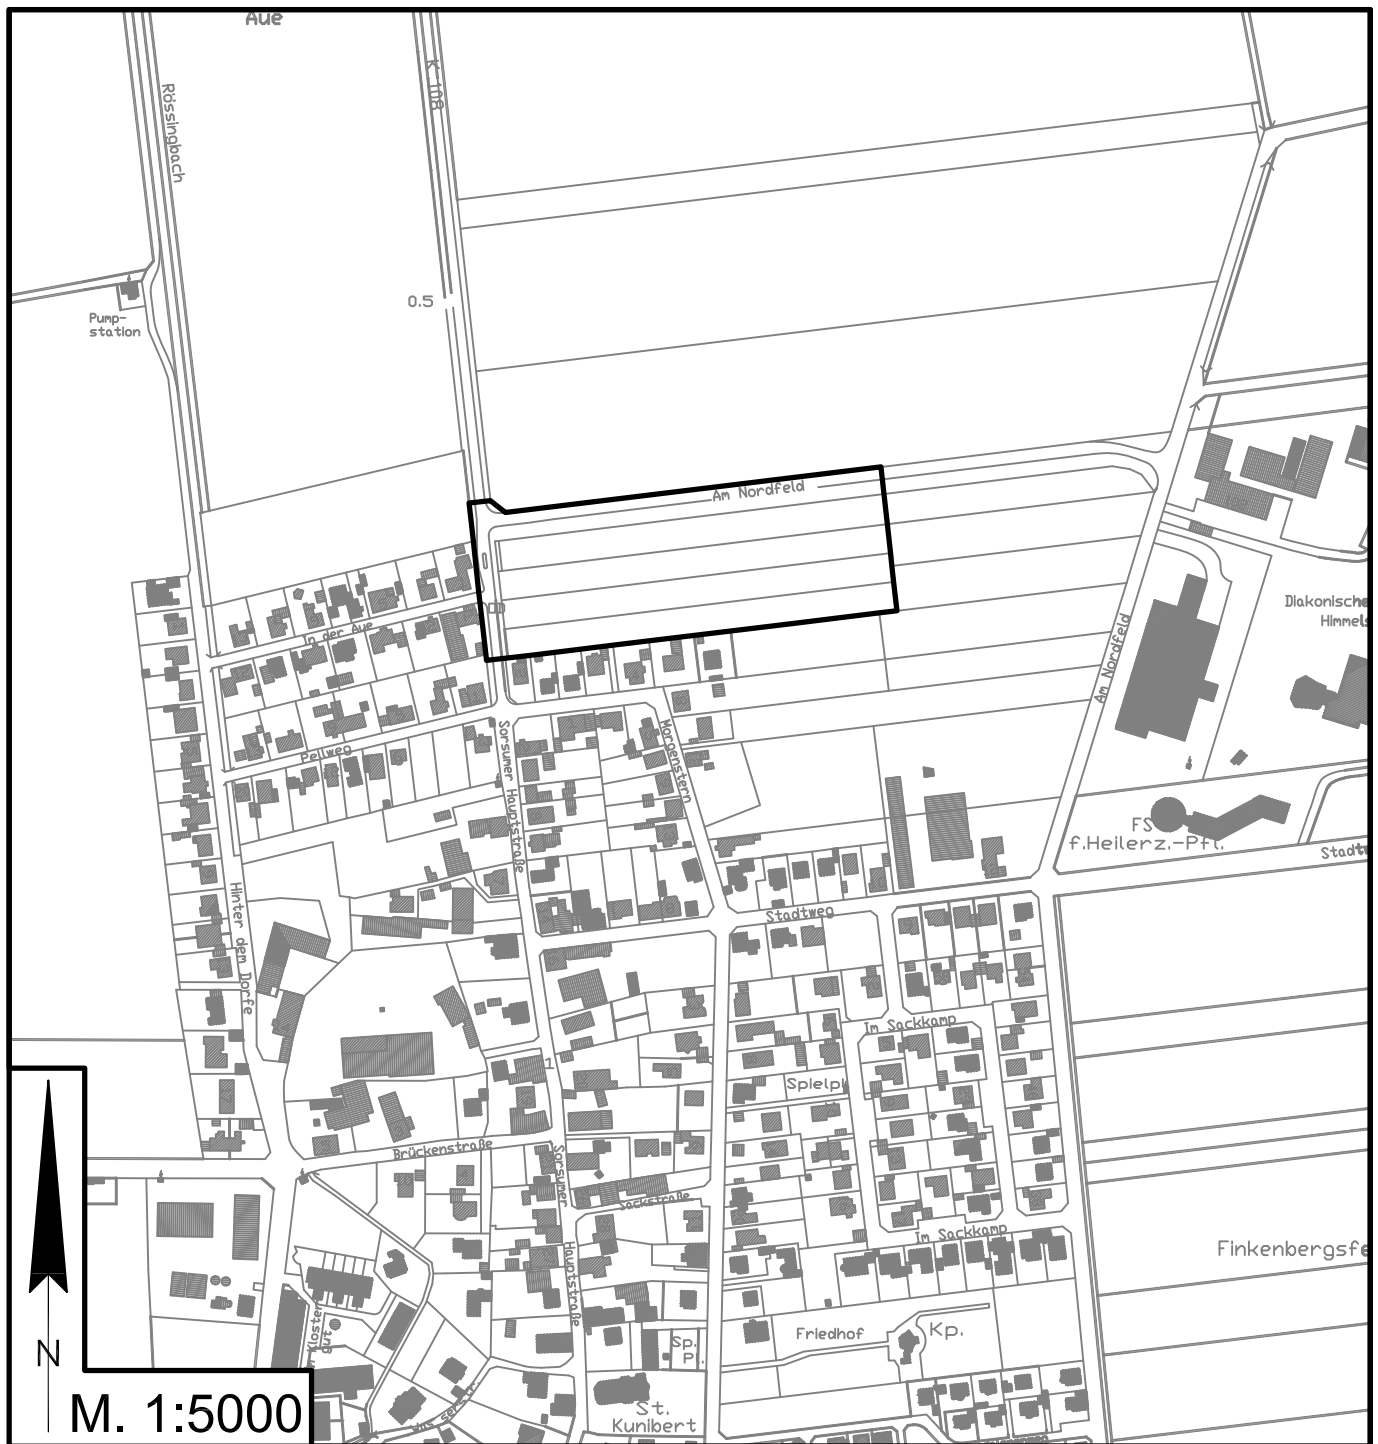 Aue
K 108
Rössingbach
0.5
Pump-
station
Am Nordfeld
In der Aue
Pellweg
Sorsumer Hauptstraße
Morgenstern
Am Nordfeld
Diakonische
Himmels
FS
f.Heilerz.-Pfl.
Stadtw
Hinter dem Dorfe
Stadtweg
Im Sackkamp
Spielpl
1
Brückenstraße
Sorsumer
Hauptstraße
Sackstraße
Im Sackkamp
Finkenbergsfe
Friedhof
Kp.
Sp.
Pl.
St.
Kunibert
N
M. 1:5000